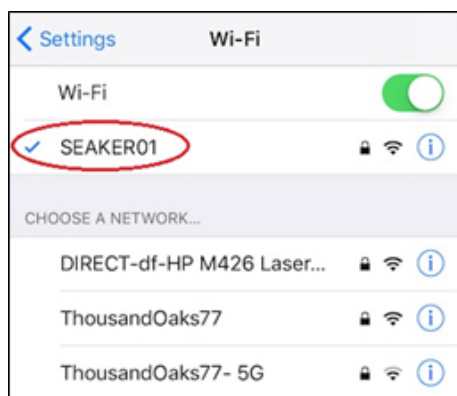 Settings Wi-Fi
Wi-Fi
SEAKER01
CHOOSE A NETWORK...
DIRECT-df-HP M426 Laser...
ThousandOaks77
ThousandOaks77- 5G